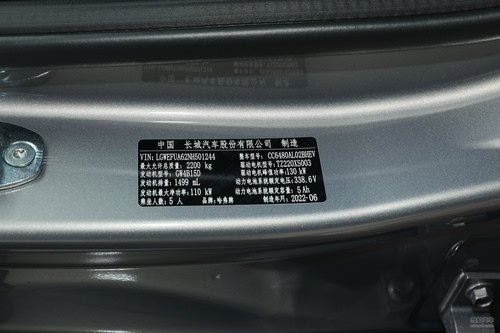 中国 长城汽车股份有限公司 制造
VIN: LGWEFUA62NH501244 整车型号: CC6480AL02BHEV
最大允许总质量: 2200 kg 驱动电机型号: TZ220XS003
发动机型号: GW4B15D 驱动电机峰值功率: 130 kW
发动机排量: 1499 mL 动力电池系统额定电压: 338.6V
发动机最大净功率: 110 kW 动力电池系统额定容量: 5 Ah
乘坐人数: 5 人 品牌: 哈弗牌 制造年月: 2022-06